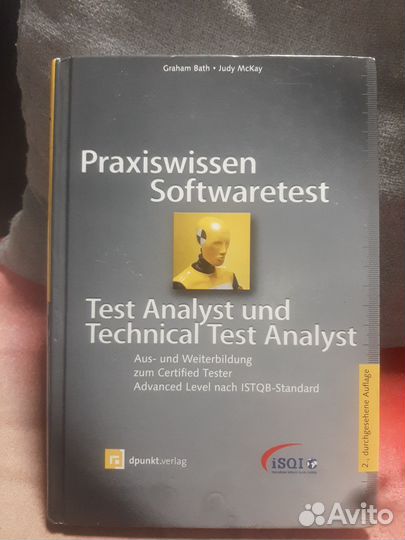 Graham Bath • Judy McKay
Praxiswissen
Softwaretest
Test Analyst und
Technical Test Analyst
Aus- und Weiterbildung
zum Certified Tester
Advanced Level nach ISTQB-Standard
2., durchgesehene Auflage
dpunkt.verlag
iSQI
Avito